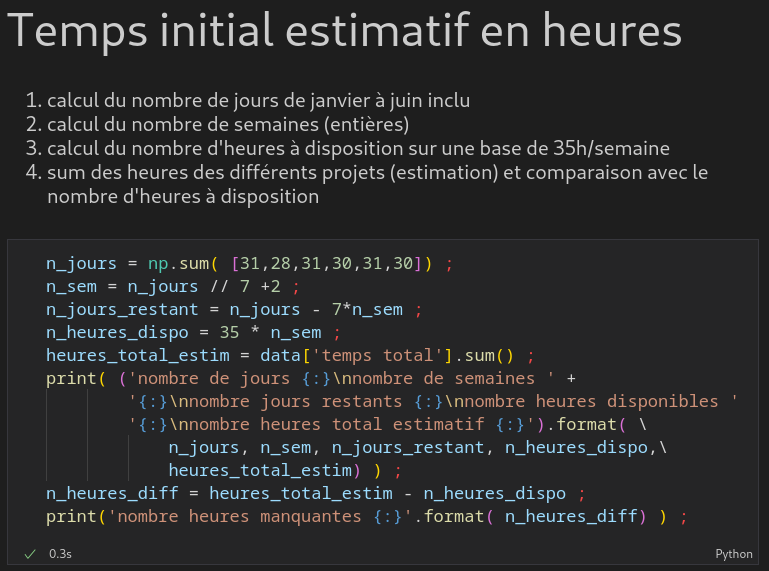 Temps initial estimatif en heures
1. calcul du nombre de jours de janvier à juin inclu
2. calcul du nombre de semaines (entières)
3. calcul du nombre d'heures à disposition sur une base de 35h/semaine
4. sum des heures des différents projets (estimation) et comparaison avec le
nombre d'heures à disposition
n_jours = np.sum( [31,28,31,30,31,30]) ;
n_sem = n_jours // 7 +2 ;
n_jours_restant = n_jours - 7*n_sem ;
n_heures_dispo = 35 * n_sem ;
heures_total_estim = data['temps total'].sum() ;
print( ('nombre de jours {:}\nnombre de semaines ' +
'{:}\nnombre jours restants {:}\nnombre heures disponibles '
'{:}\nnombre heures total estimatif {:}').format( \
n_jours, n_sem, n_jours_restant, n_heures_dispo,\
heures_total_estim) ) ;
n_heures_diff = heures_total_estim - n_heures_dispo ;
print('nombre heures manquantes {:}'.format( n_heures_diff) ) ;
✓ 0.3s Python